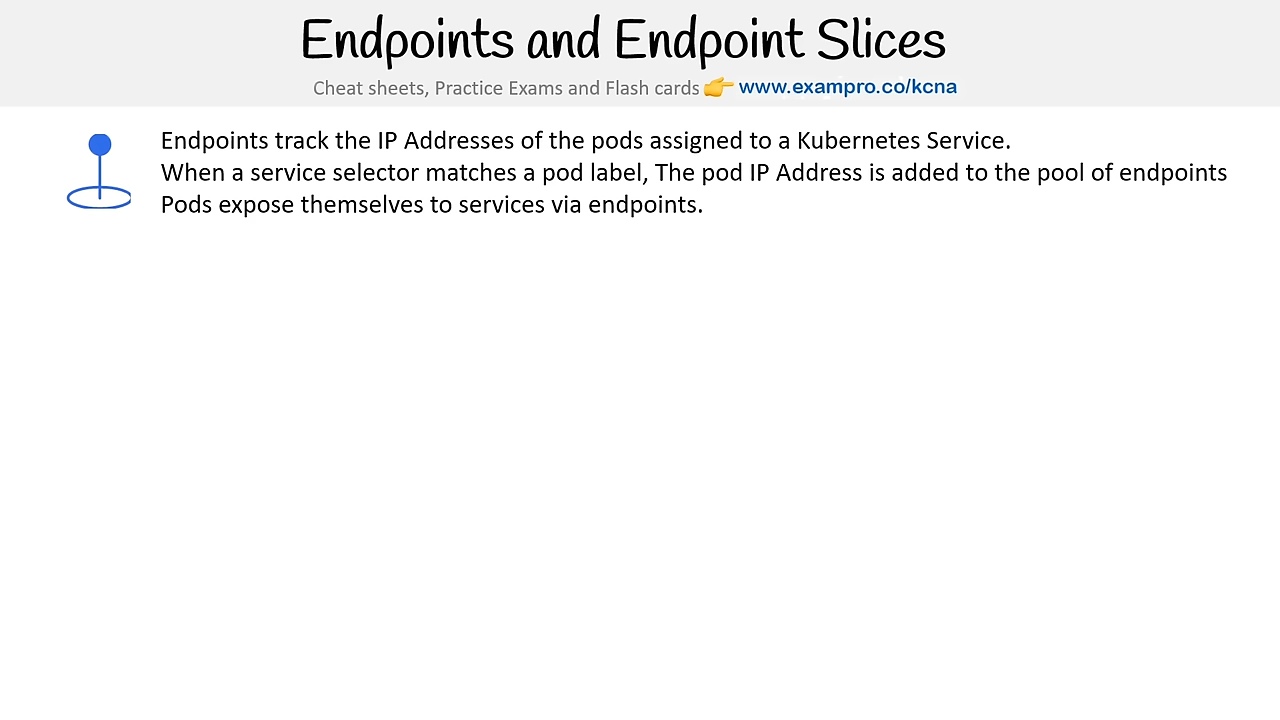 Endpoints and Endpoint Slices
Cheat sheets, Practice Exams and Flash cards 👉 www.exampro.co/kcna
Endpoints track the IP Addresses of the pods assigned to a Kubernetes Service.
When a service selector matches a pod label, The pod IP Address is added to the pool of endpoints
Pods expose themselves to services via endpoints.